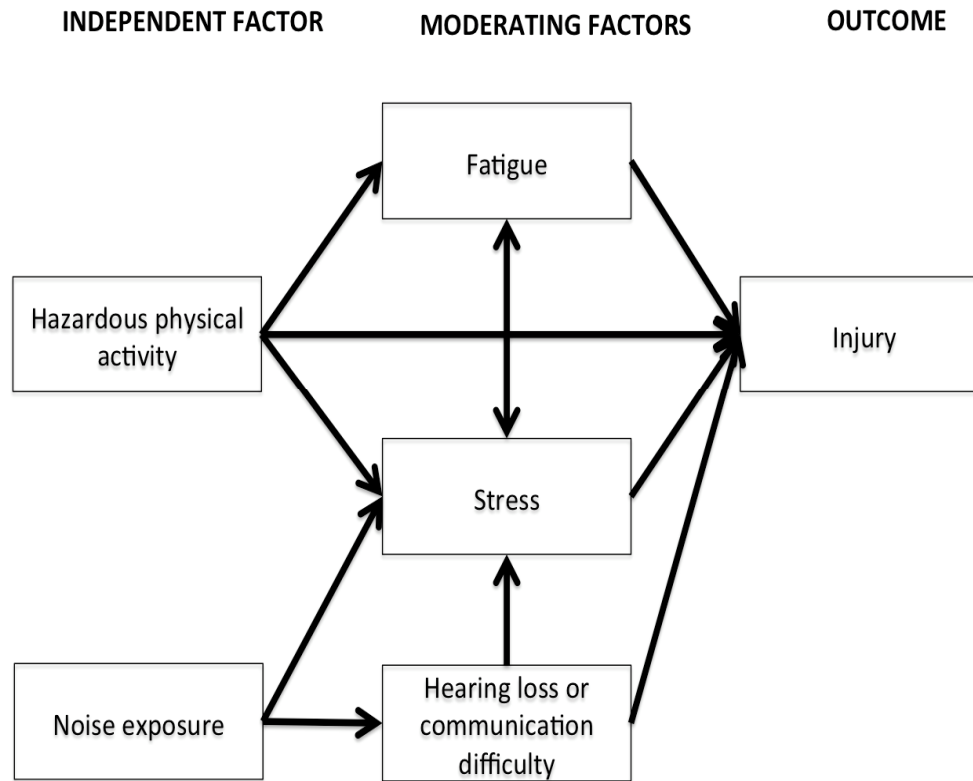 INDEPENDENT FACTOR
MODERATING FACTORS
OUTCOME
Fatigue
Hazardous physical
activity
Injury
Stress
Noise exposure
Hearing loss or
communication
difficulty